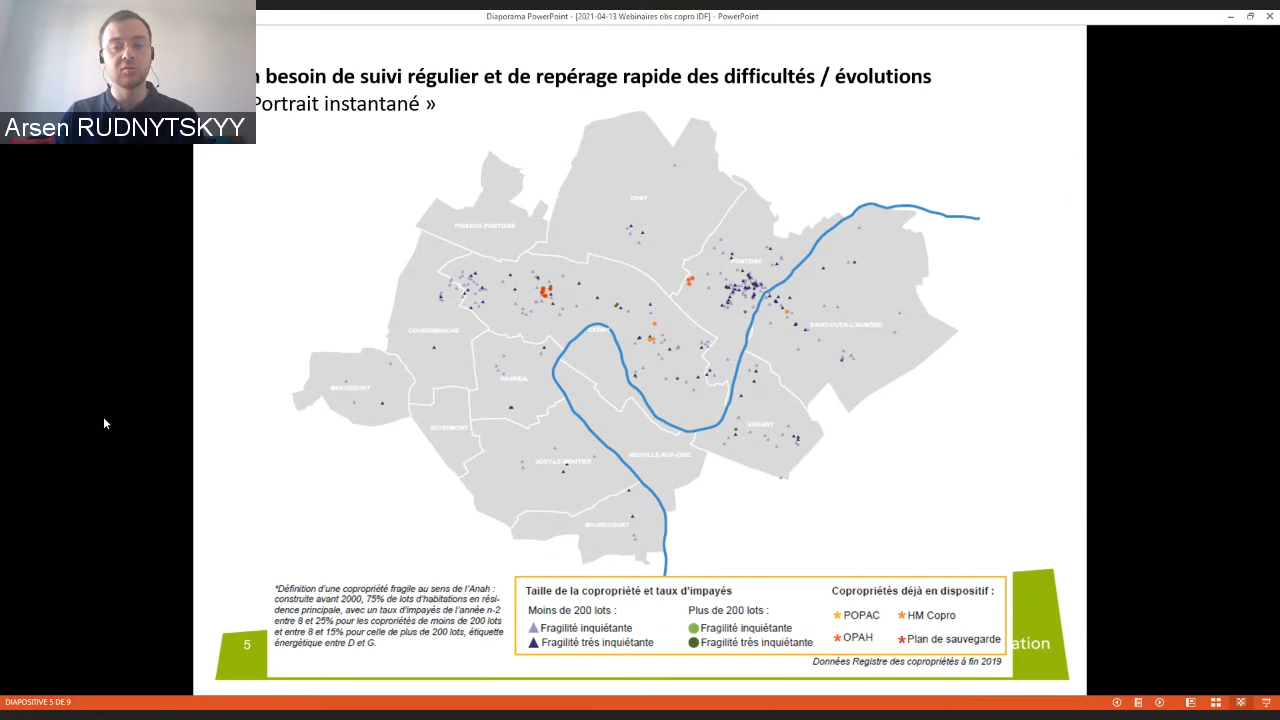 Diaporama PowerPoint - [2021-04-13 Webinaires obs copro IDF] - PowerPoint
besoin de suivi régulier et de repérage rapide des difficultés / évolutions
Portrait instantané »
Arsen RUDNYTSKYY
OSNY
PUISEUX-PONTOISE
PONTOISE
COURDIMANCHE
CERGY
SAINT-OUEN-L'AUMÔNE
VAURÉAL
MENUCOURT
BOISEMONT
ERAGNY
JOUY-LE-MOUTIER
NEUVILLE-SUR-OISE
MAURECOURT
*Définition d'une copropriété fragile au sens de l'Anah :
construite avant 2000, 75% de lots d'habitations en rési-
dence principale, avec un taux d'impayés de l'année n-2
entre 8 et 25% pour les copropriétés de moins de 200 lots
et entre 8 et 15% pour celle de plus de 200 lots, étiquette
énergétique entre D et G.
Taille de la copropriété et taux d'impayés
Moins de 200 lots :
Fragilité inquiétante
Fragilité très inquiétante
Plus de 200 lots :
Fragilité inquiétante
Fragilité très inquiétante
Copropriétés déjà en dispositif :
POPAC
HM Copro
OPAH
Plan de sauvegarde
Données Registre des copropriétés à fin 2019
5
ation
DIAPOSITIVE 5 DE 9